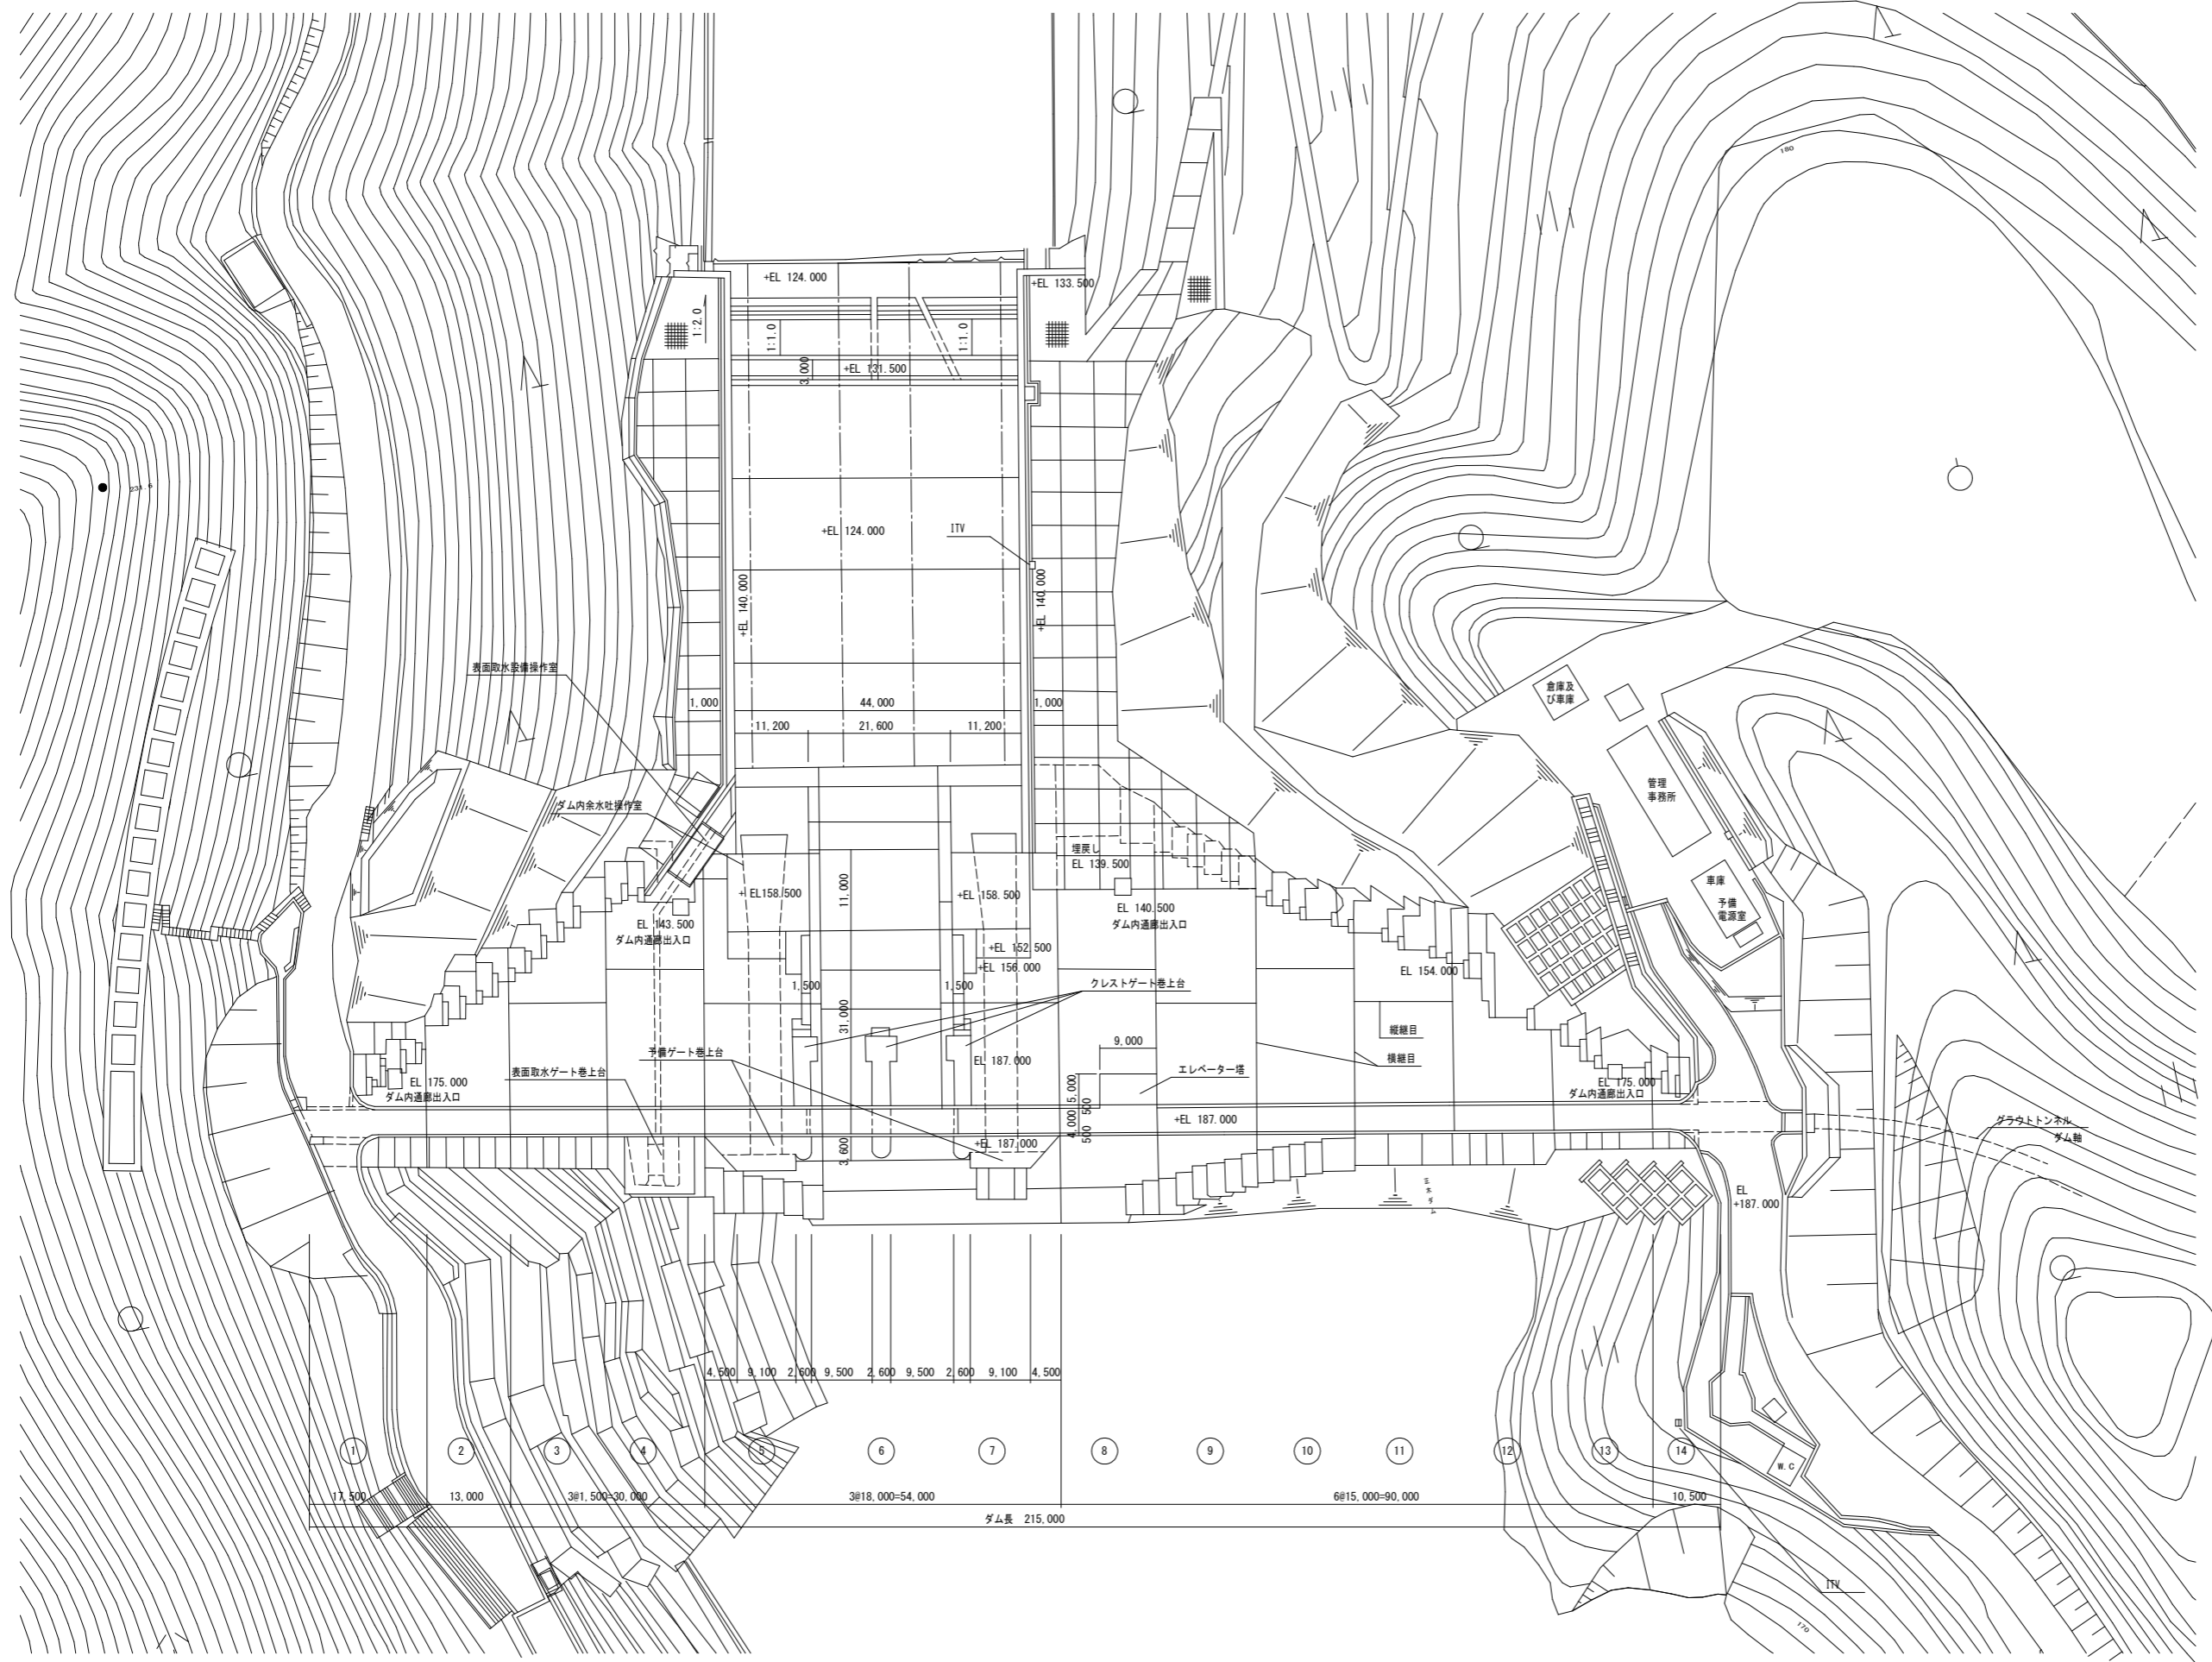 180
+EL 124.000
+EL 133.500
1:2.0
1:1.0
1:1.0
3.000
+EL 131.500
231.6
+EL 124.000
ITV
+EL 140.000
+EL 140.000
表面取水設備操作室
倉庫及
び車庫
1,000
44,000
1,000
11,200
21,600
11,200
管理
事務所
ダム内余水吐操作室
埋戻し
EL 139.500
車庫
予備
電源室
+ EL158.500
11,000
+EL 158.500
EL 140.500
ダム内通廊出入口
EL 143.500
ダム内通廊出入口
+EL 152.500
+EL 156.000
EL 154.000
クレストゲート巻上台
1,500
1,500
31,000
縦継目
横継目
9,000
予備ゲート巻上台
EL 187.000
エレベーター塔
表面取水ゲート巻上台
EL 175.000
ダム内通廊出入口
EL 175.000
ダム内通廊出入口
5,000
500
4,000
500
+EL 187.000
グラウトトンネル
ダム軸
+EL 187.000
3,600
EL
+187.000
4,500
9,100
2,600
9,500
2,600
9,500
2,600
9,100
4,500
1
2
3
4
5
6
7
8
9
10
11
12
13
14
W.C
17,500
13,000
3@1,500=30,000
3@18,000=54,000
6@15,000=90,000
10,500
ダム長 215,000
ITV
170